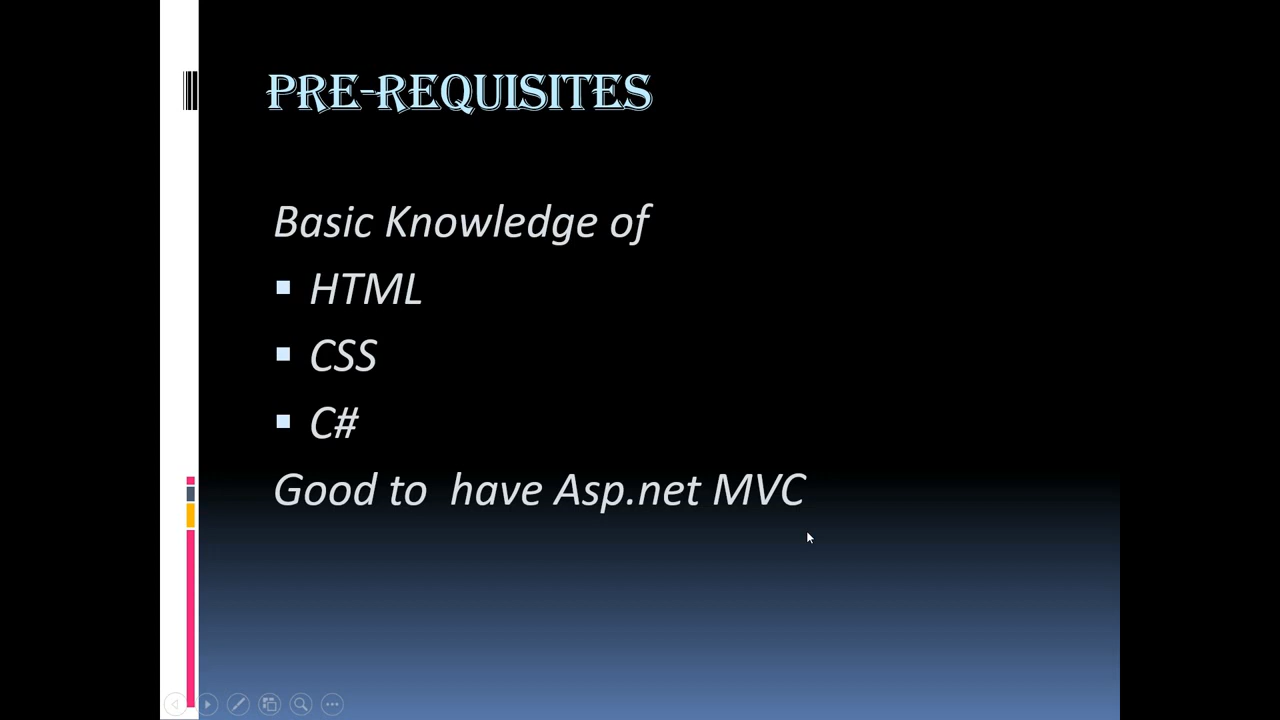 PRE-REQUISITES
Basic Knowledge of
HTML
CSS
C#
Good to  have Asp.net MVC